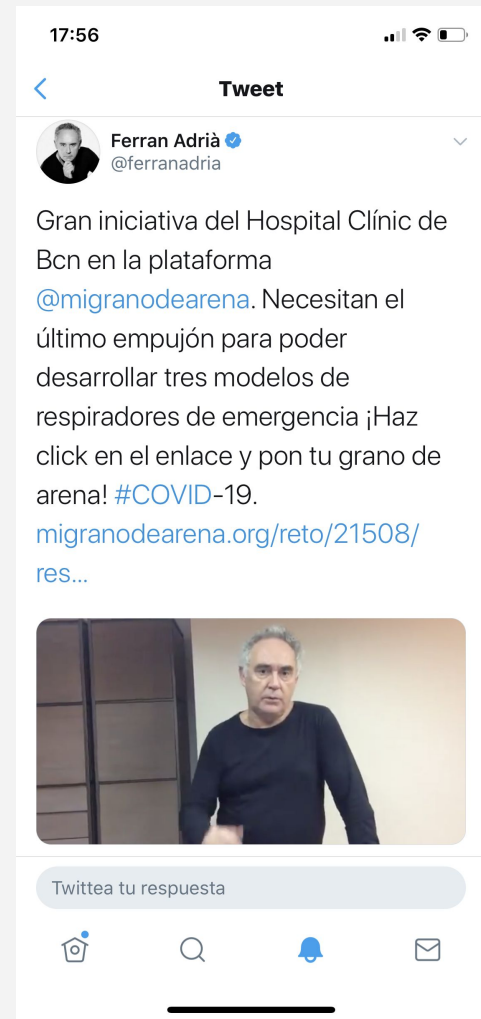 17:56
Tweet
Ferran Adrià
@ferranadria
Gran iniciativa del Hospital Clínic de
Bcn en la plataforma
@migranodearena. Necesitan el
último empujón para poder
desarrollar tres modelos de
respiradores de emergencia ¡Haz
click en el enlace y pon tu grano de
arena! #COVID-19.
migranodearena.org/reto/21508/
res...
Twittea tu respuesta